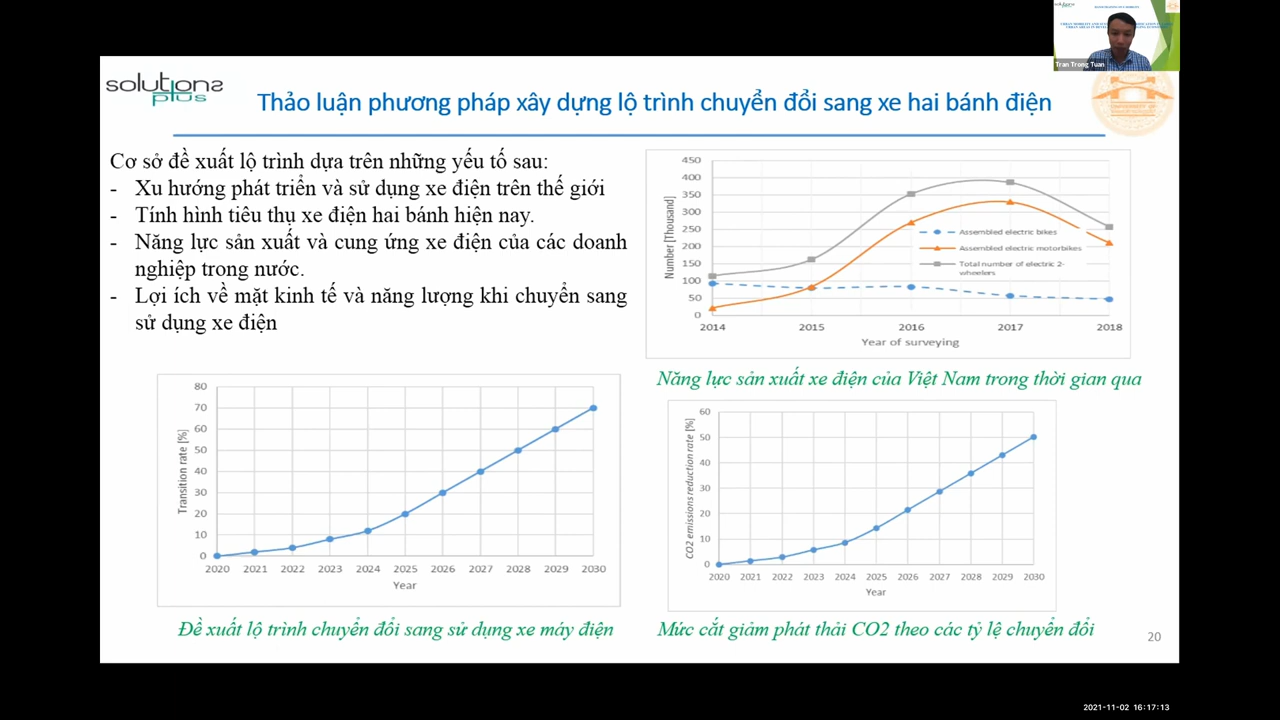 solutions
plus
Thảo luận phương pháp xây dựng lộ trình chuyển đổi sang xe hai bánh điện
Tran Trong Tuan
Cơ sở đề xuất lộ trình dựa trên những yếu tố sau:
- Xu hướng phát triển và sử dụng xe điện trên thế giới
- Tính hình tiêu thụ xe điện hai bánh hiện nay.
- Năng lực sản xuất và cung ứng xe điện của các doanh
nghiệp trong nước.
- Lợi ích về mặt kinh tế và năng lượng khi chuyển sang
sử dụng xe điện
Number [Thousand]
450
400
350
300
250
200
150
100
50
0
Assembled electric bikes
Assembled electric motorbikes
Total number of electric 2-
wheelers
2014 2015 2016 2017 2018
Year of surveying
Năng lực sản xuất xe điện của Việt Nam trong thời gian qua
Transition rate [%]
80
70
60
50
40
30
20
10
0
2020 2021 2022 2023 2024 2025 2026 2027 2028 2029 2030
Year
Đề xuất lộ trình chuyển đổi sang sử dụng xe máy điện
CO2 emissions reduction rate [%]
60
50
40
30
20
10
0
2020 2021 2022 2023 2024 2025 2026 2027 2028 2029 2030
Year
Mức cắt giảm phát thải CO2 theo các tỷ lệ chuyển đổi
20
2021-11-02 16:17:13